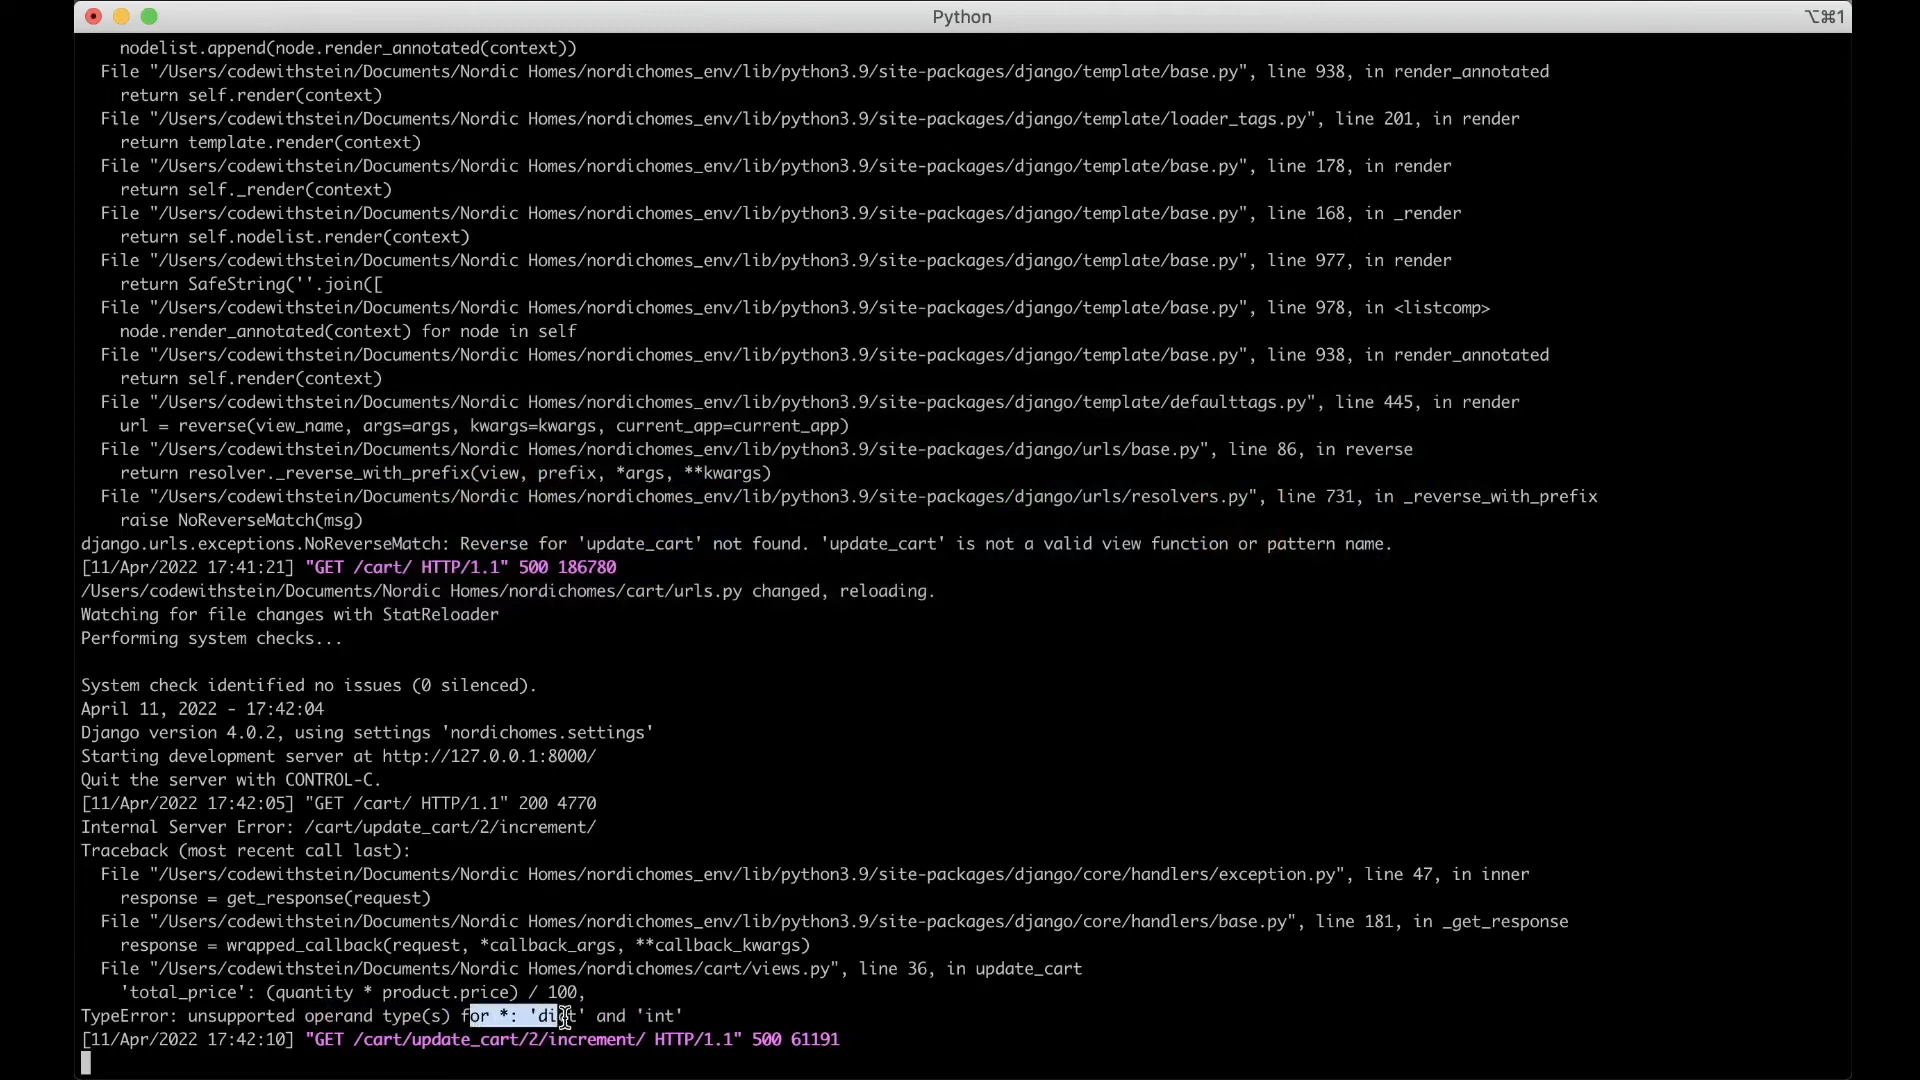 Python
⌥⌘1
nodelist.append(node.render_annotated(context))
File "/Users/codewithstein/Documents/Nordic Homes/nordichomes_env/lib/python3.9/site-packages/django/template/base.py", line 938, in render_annotated
return self.render(context)
File "/Users/codewithstein/Documents/Nordic Homes/nordichomes_env/lib/python3.9/site-packages/django/template/loader_tags.py", line 201, in render
return template.render(context)
File "/Users/codewithstein/Documents/Nordic Homes/nordichomes_env/lib/python3.9/site-packages/django/template/base.py", line 178, in render
return self._render(context)
File "/Users/codewithstein/Documents/Nordic Homes/nordichomes_env/lib/python3.9/site-packages/django/template/base.py", line 168, in _render
return self.nodelist.render(context)
File "/Users/codewithstein/Documents/Nordic Homes/nordichomes_env/lib/python3.9/site-packages/django/template/base.py", line 977, in render
return SafeString(''.join([
File "/Users/codewithstein/Documents/Nordic Homes/nordichomes_env/lib/python3.9/site-packages/django/template/base.py", line 978, in <listcomp>
node.render_annotated(context) for node in self
File "/Users/codewithstein/Documents/Nordic Homes/nordichomes_env/lib/python3.9/site-packages/django/template/base.py", line 938, in render_annotated
return self.render(context)
File "/Users/codewithstein/Documents/Nordic Homes/nordichomes_env/lib/python3.9/site-packages/django/template/defaulttags.py", line 445, in render
url = reverse(view_name, args=args, kwargs=kwargs, current_app=current_app)
File "/Users/codewithstein/Documents/Nordic Homes/nordichomes_env/lib/python3.9/site-packages/django/urls/base.py", line 86, in reverse
return resolver._reverse_with_prefix(view, prefix, *args, **kwargs)
File "/Users/codewithstein/Documents/Nordic Homes/nordichomes_env/lib/python3.9/site-packages/django/urls/resolvers.py", line 731, in _reverse_with_prefix
raise NoReverseMatch(msg)
django.urls.exceptions.NoReverseMatch: Reverse for 'update_cart' not found. 'update_cart' is not a valid view function or pattern name.
[11/Apr/2022 17:41:21] "GET /cart/ HTTP/1.1" 500 186780
/Users/codewithstein/Documents/Nordic Homes/nordichomes/cart/urls.py changed, reloading.
Watching for file changes with StatReloader
Performing system checks...
System check identified no issues (0 silenced).
April 11, 2022 - 17:42:04
Django version 4.0.2, using settings 'nordichomes.settings'
Starting development server at http://127.0.0.1:8000/
Quit the server with CONTROL-C.
[11/Apr/2022 17:42:05] "GET /cart/ HTTP/1.1" 200 4770
Internal Server Error: /cart/update_cart/2/increment/
Traceback (most recent call last):
File "/Users/codewithstein/Documents/Nordic Homes/nordichomes_env/lib/python3.9/site-packages/django/core/handlers/exception.py", line 47, in inner
response = get_response(request)
File "/Users/codewithstein/Documents/Nordic Homes/nordichomes_env/lib/python3.9/site-packages/django/core/handlers/base.py", line 181, in _get_response
response = wrapped_callback(request, *callback_args, **callback_kwargs)
File "/Users/codewithstein/Documents/Nordic Homes/nordichomes/cart/views.py", line 36, in update_cart
'total_price': (quantity * product.price) / 100,
TypeError: unsupported operand type(s) for *: 'dict' and 'int'
[11/Apr/2022 17:42:10] "GET /cart/update_cart/2/increment/ HTTP/1.1" 500 61191